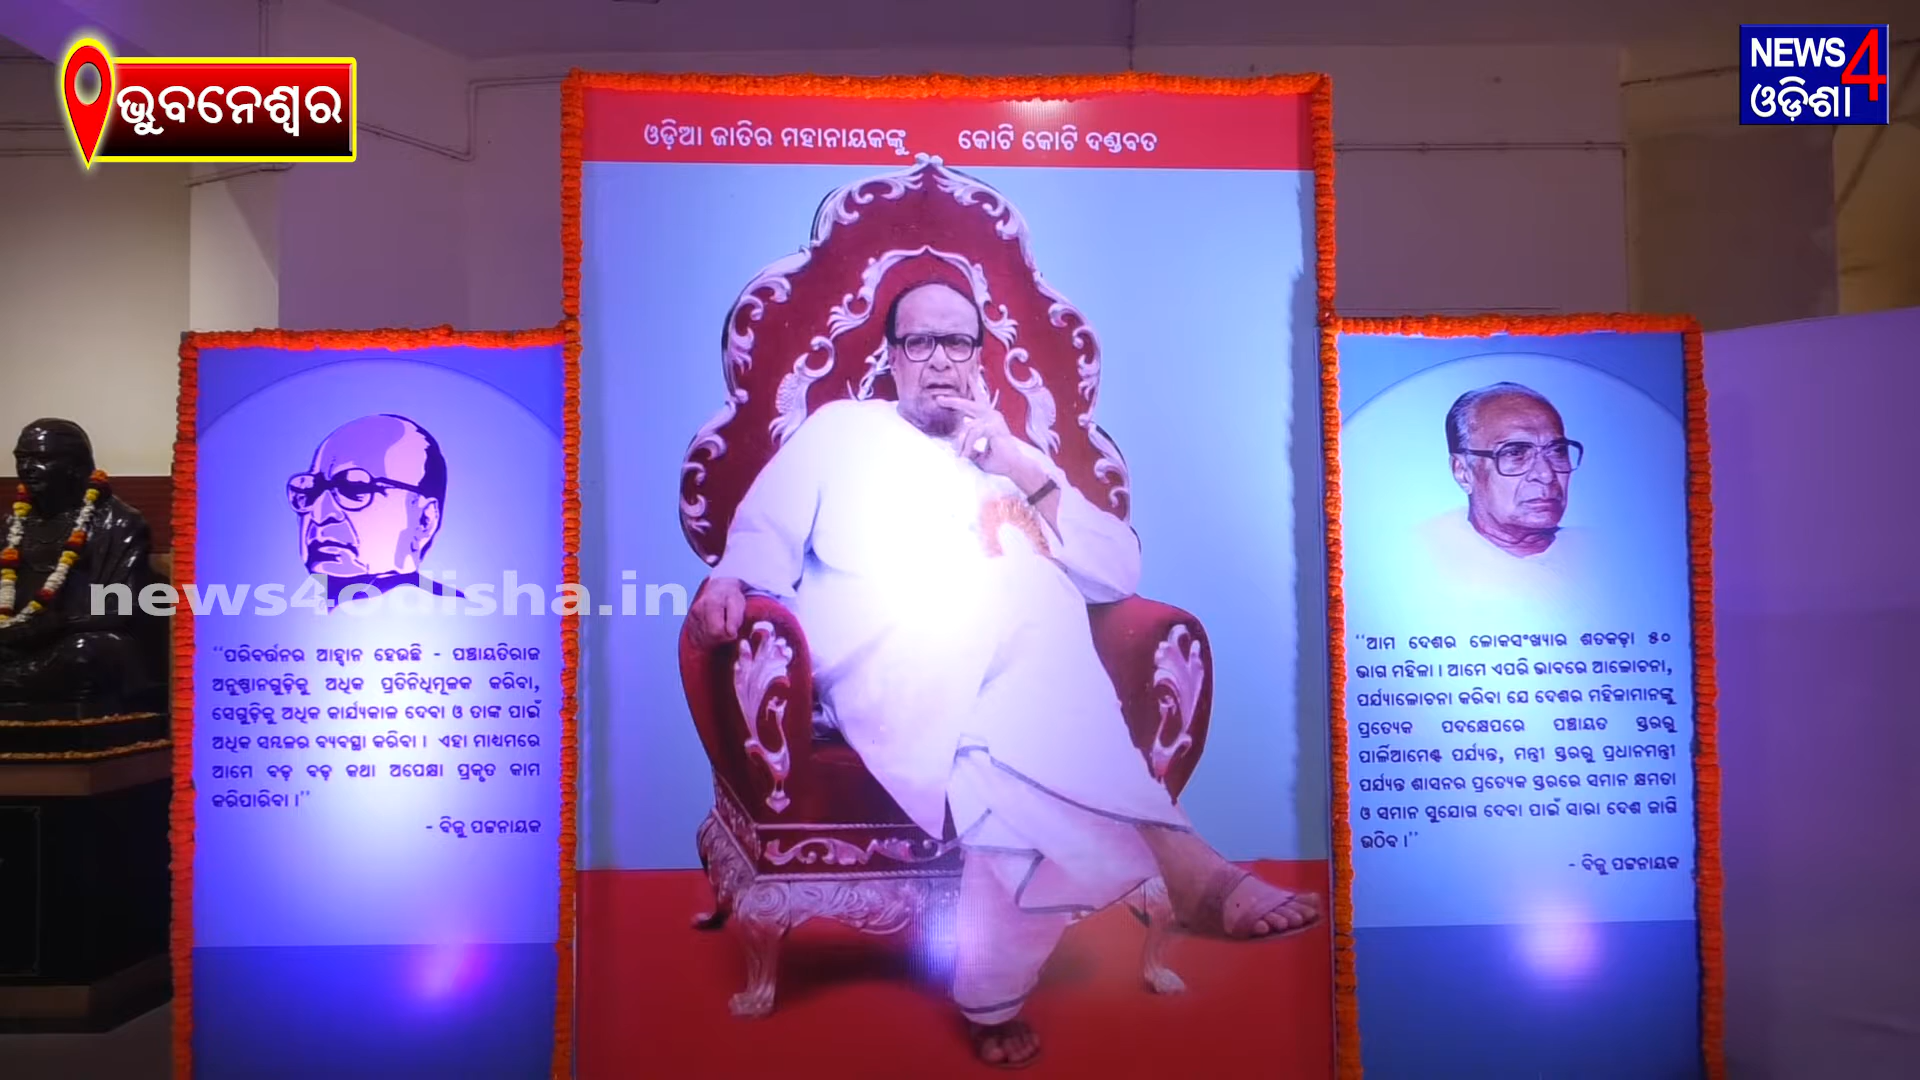 ଭୁବନେଶ୍ୱର
NEWS 4
ଓଡ଼ିଶା
ଓଡ଼ିଆ ଜାତିର ମହାନାୟକଙ୍କୁ କୋଟି କୋଟି ଦଣ୍ଡବତ
news4odisha.in
‘‘ପରିବର୍ତ୍ତନର ଆହ୍ୱାନ ହେଉଛି - ପଞ୍ଚାୟତିରାଜ
ଅନୁଷ୍ଠାନଗୁଡ଼ିକୁ ଅଧିକ ପ୍ରତିନିଧିମୂଳକ କରିବା,
ସେଗୁଡ଼ିକୁ ଅଧିକ କାର୍ଯ୍ୟକାଳ ଦେବା ଓ ତାଙ୍କ ପାଇଁ
ଅଧିକ ସମ୍ବଳର ବ୍ୟବସ୍ଥା କରିବା । ଏହା ମାଧ୍ୟମରେ
ଆମେ ବଡ଼ ବଡ଼ କଥା ଅପେକ୍ଷା ପ୍ରକୃତ କାମ
କରିପାରିବା ।’’
- ବିଜୁ ପଟ୍ଟନାୟକ
‘‘ଆମ ଦେଶର ଲୋକସଂଖ୍ୟାର ଶତକଡ଼ା ୫୦
ଭାଗ ମହିଳା । ଆମେ ଏପରି ଭାବରେ ଆଲୋଚନା,
ପର୍ଯ୍ୟାଲୋଚନା କରିବା ଯେ ଦେଶର ମହିଳାମାନଙ୍କୁ
ପ୍ରତ୍ୟେକ ପଦକ୍ଷେପରେ ପଞ୍ଚାୟତ ସ୍ତରରୁ
ପାର୍ଲିଆମେଣ୍ଟ ପର୍ଯ୍ୟନ୍ତ, ମନ୍ତ୍ରୀ ସ୍ତରରୁ ପ୍ରଧାନମନ୍ତ୍ରୀ
ପର୍ଯ୍ୟନ୍ତ ଶାସନର ପ୍ରତ୍ୟେକ ସ୍ତରରେ ସମାନ କ୍ଷମତା
ଓ ସମାନ ସୁଯୋଗ ଦେବା ପାଇଁ ସାରା ଦେଶ ଜାଗି
ଉଠିବ ।’’
- ବିଜୁ ପଟ୍ଟନାୟକ